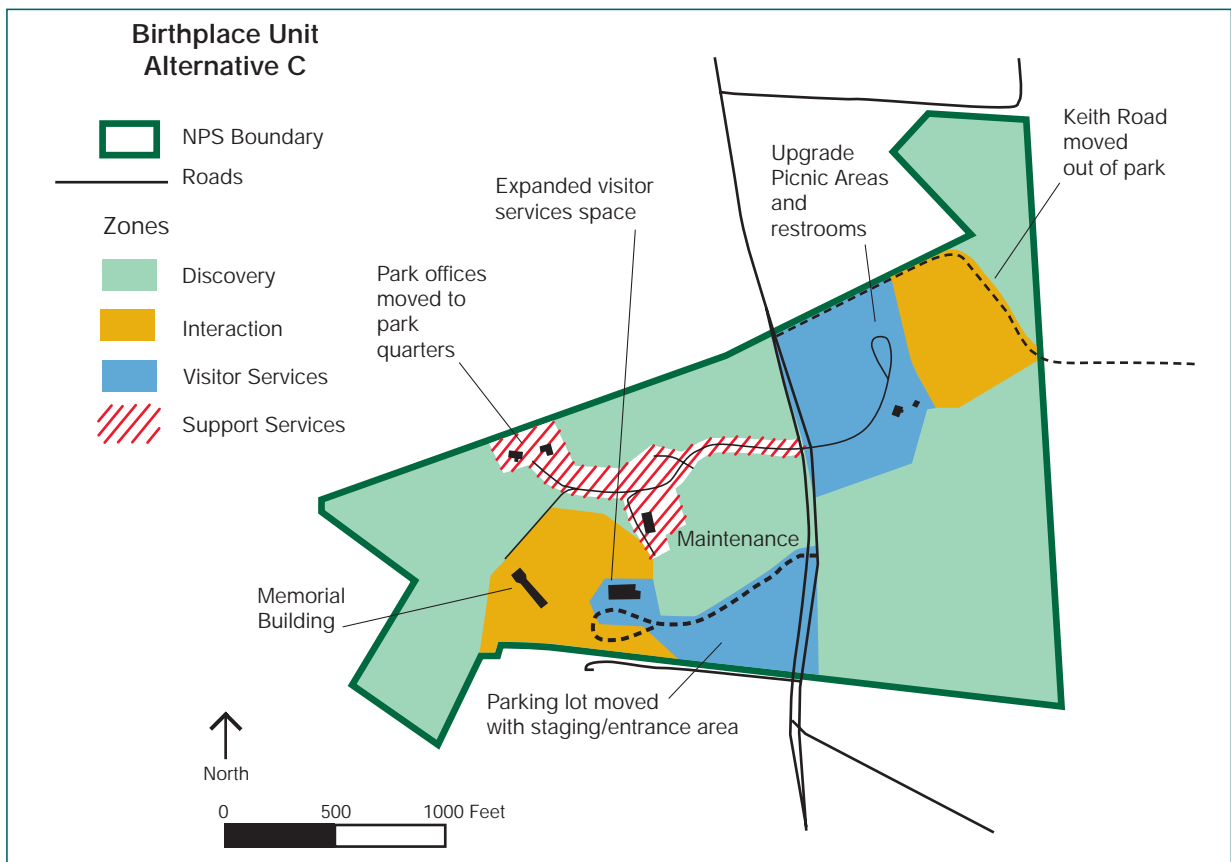 Birthplace Unit
Alternative C
NPS Boundary
Roads
Zones
Discovery
Interaction
Visitor Services
Support Services
Expanded visitor
services space
Park offices
moved to
park
quarters
Upgrade
Picnic Areas
and
restrooms
Keith Road
moved
out of park
Maintenance
Memorial
Building
Parking lot moved
with staging/entrance area
North
0 500 1000 Feet